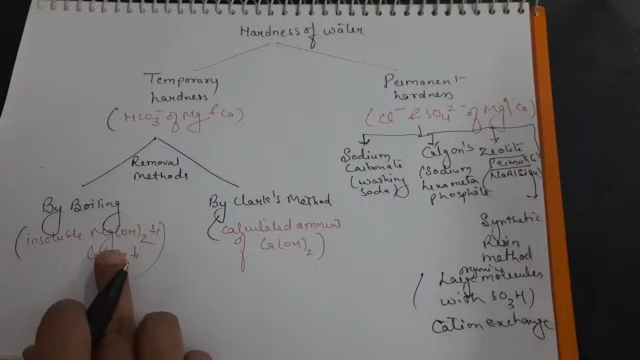 Hardness of water
Temporary
hardness
(HCO3⁻ of Mg & Ca)
Permanent
hardness
(Cl⁻ & SO4²⁻ of Mg/Ca)
Removal
Methods
By Boiling
(insoluble Mg(OH)2 ↓
By Clark's Method
(calculated amount
of Ca(OH)2)
Sodium
Carbonate
(washing
soda)
Calgon's
(Sodium
hexameta
phosphate
Zeolite
Synthetic
Resin
method
(Large organic molecules
with SO3H)
Cation exchange